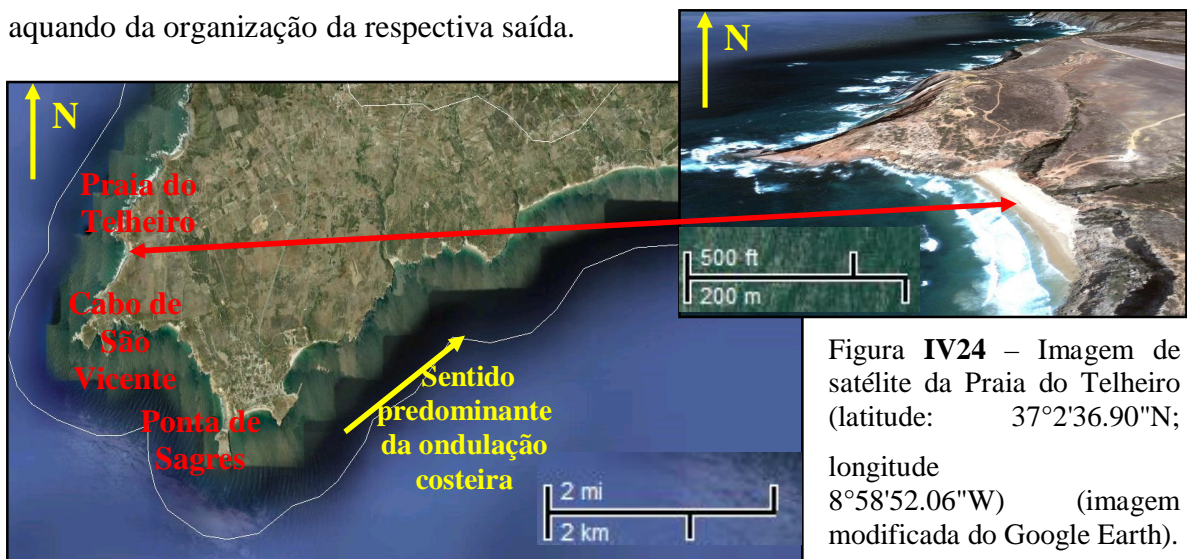 aquando da organização da respectiva saída.
N
N
Praia do
Telheiro
Cabo de
São
Vicente
Ponta de
Sagres
Sentido
predominante
da ondulação
costeira
500 ft
200 m
2 mi
2 km
Figura IV24 – Imagem de
satélite da Praia do Telheiro
(latitude: 37°2'36.90"N;
longitude
8°58'52.06"W) (imagem
modificada do Google Earth).